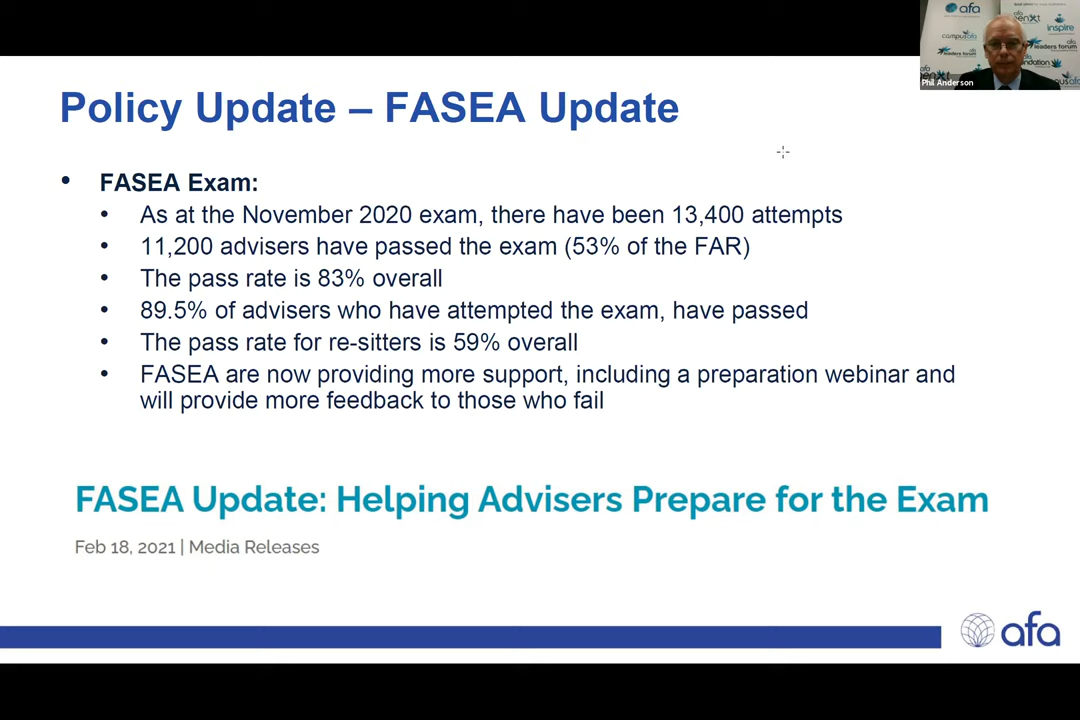 Policy Update – FASEA Update
• FASEA Exam:
• As at the November 2020 exam, there have been 13,400 attempts
• 11,200 advisers have passed the exam (53% of the FAR)
• The pass rate is 83% overall
• 89.5% of advisers who have attempted the exam, have passed
• The pass rate for re-sitters is 59% overall
• FASEA are now providing more support, including a preparation webinar and
will provide more feedback to those who fail
FASEA Update: Helping Advisers Prepare for the Exam
Feb 18, 2021 | Media Releases
afa
afa
inspire
campusafa
afa
leaders forum
Phil Anderson